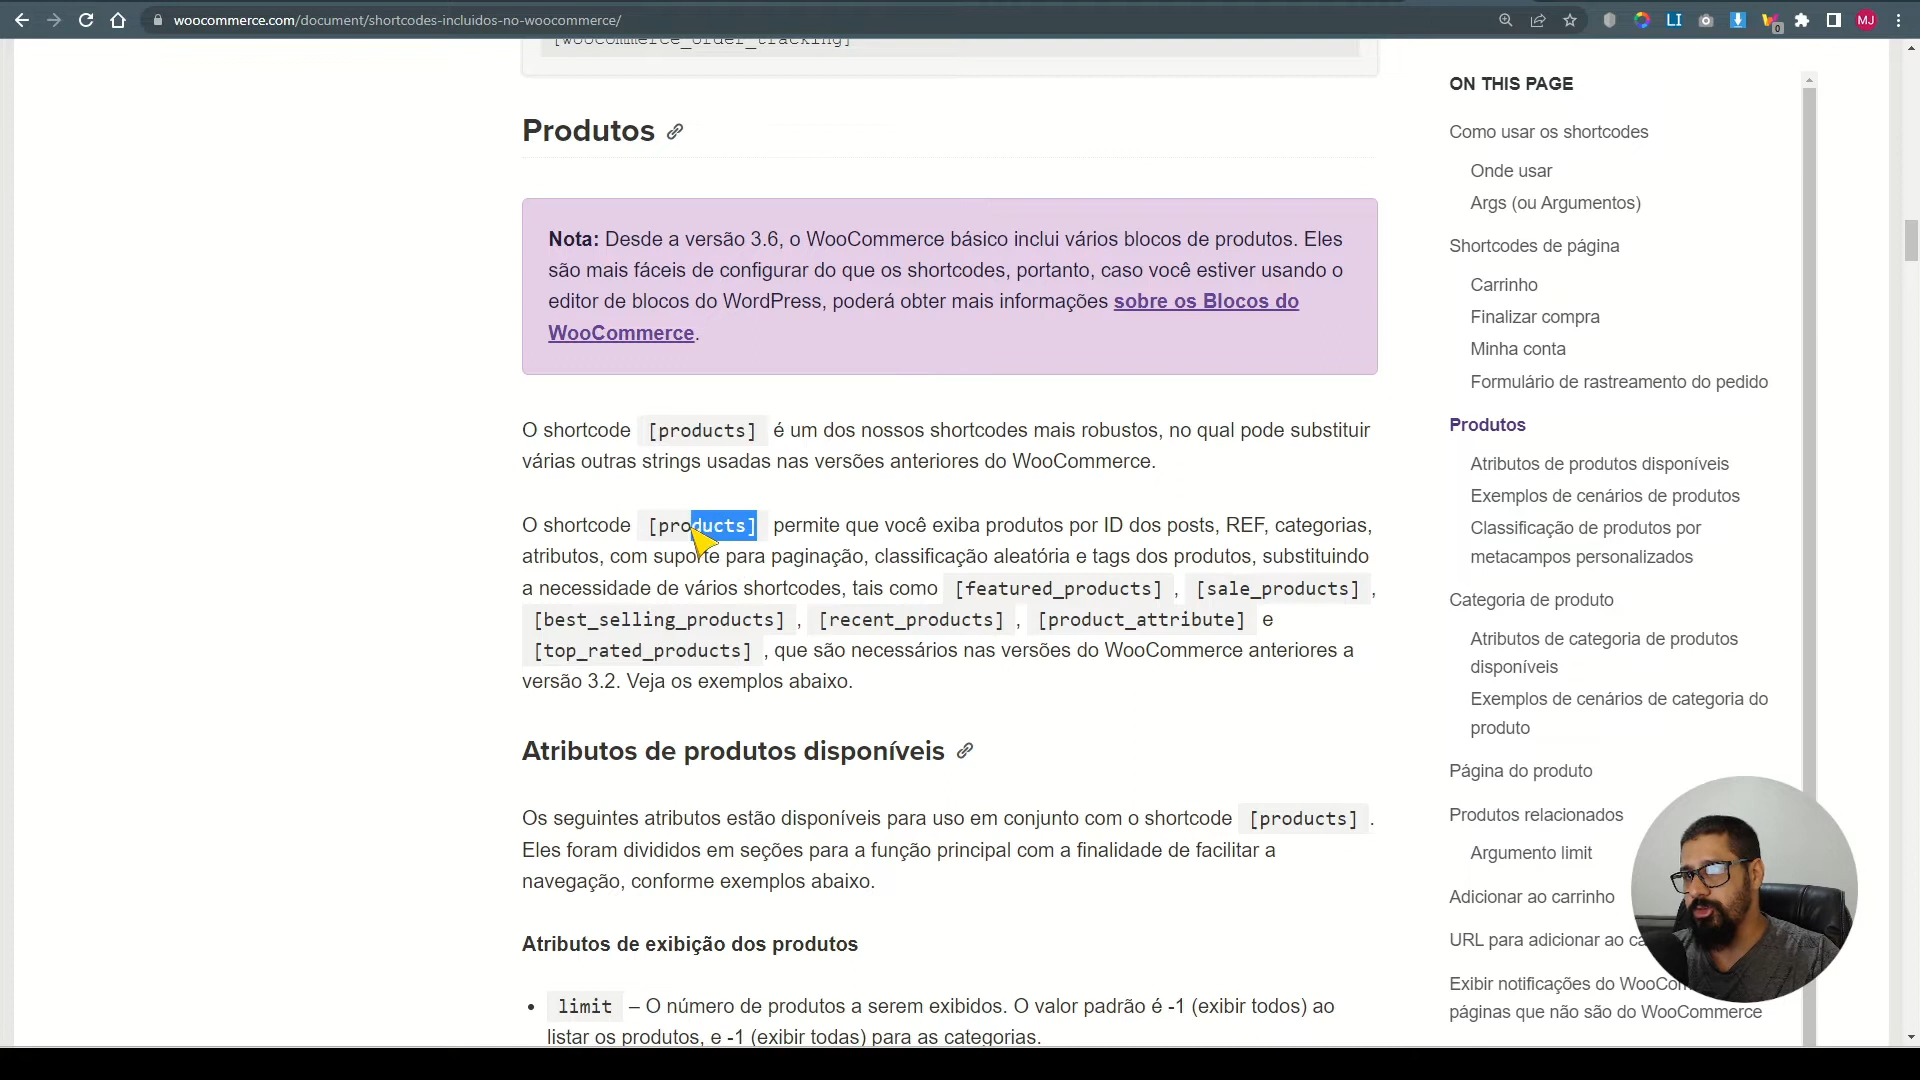 woocommerce.com/document/shortcodes-incluidos-no-woocommerce/
LI
0
MJ
[woocommerce_order_tracking]
Produtos
Nota: Desde a versão 3.6, o WooCommerce básico inclui vários blocos de produtos. Eles
são mais fáceis de configurar do que os shortcodes, portanto, caso você estiver usando o
editor de blocos do WordPress, poderá obter mais informações sobre os Blocos do
WooCommerce.
O shortcode [products] é um dos nossos shortcodes mais robustos, no qual pode substituir
várias outras strings usadas nas versões anteriores do WooCommerce.
O shortcode [products] permite que você exiba produtos por ID dos posts, REF, categorias,
atributos, com suporte para paginação, classificação aleatória e tags dos produtos, substituindo
a necessidade de vários shortcodes, tais como [featured_products] , [sale_products] ,
[best_selling_products] , [recent_products] , [product_attribute] e
[top_rated_products] , que são necessários nas versões do WooCommerce anteriores a
versão 3.2. Veja os exemplos abaixo.
Atributos de produtos disponíveis
Os seguintes atributos estão disponíveis para uso em conjunto com o shortcode [products] .
Eles foram divididos em seções para a função principal com a finalidade de facilitar a
navegação, conforme exemplos abaixo.
Atributos de exibição dos produtos
• limit – O número de produtos a serem exibidos. O valor padrão é -1 (exibir todos) ao
listar os produtos, e -1 (exibir todas) para as categorias.
ON THIS PAGE
Como usar os shortcodes
Onde usar
Args (ou Argumentos)
Shortcodes de página
Carrinho
Finalizar compra
Minha conta
Formulário de rastreamento do pedido
Produtos
Atributos de produtos disponíveis
Exemplos de cenários de produtos
Classificação de produtos por
metacampos personalizados
Categoria de produto
Atributos de categoria de produtos
disponíveis
Exemplos de cenários de categoria do
produto
Página do produto
Produtos relacionados
Argumento limit
Adicionar ao carrinho
URL para adicionar ao
Exibir notificações do
páginas que não são do WooCommerce